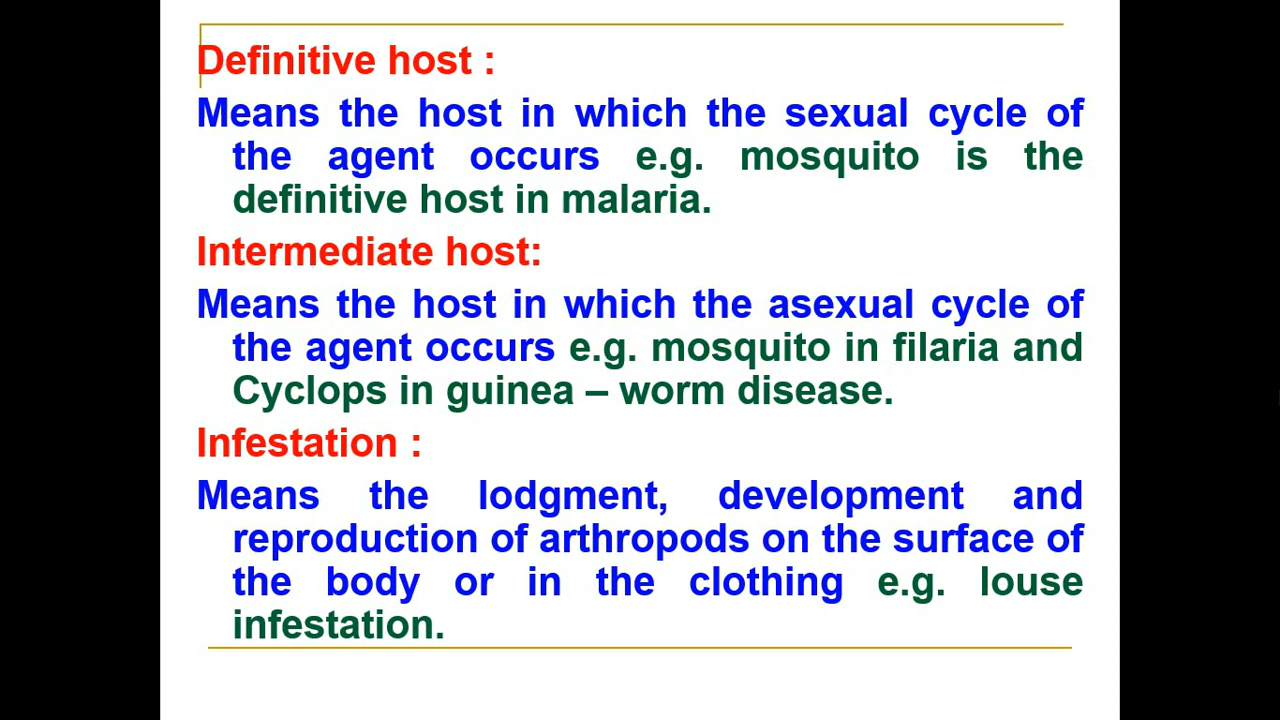 Definitive host :
Means the host in which the sexual cycle of
the agent occurs e.g. mosquito is the
definitive host in malaria.
Intermediate host:
Means the host in which the asexual cycle of
the agent occurs e.g. mosquito in filaria and
Cyclops in guinea – worm disease.
Infestation :
Means the lodgment, development and
reproduction of arthropods on the surface of
the body or in the clothing e.g. louse
infestation.